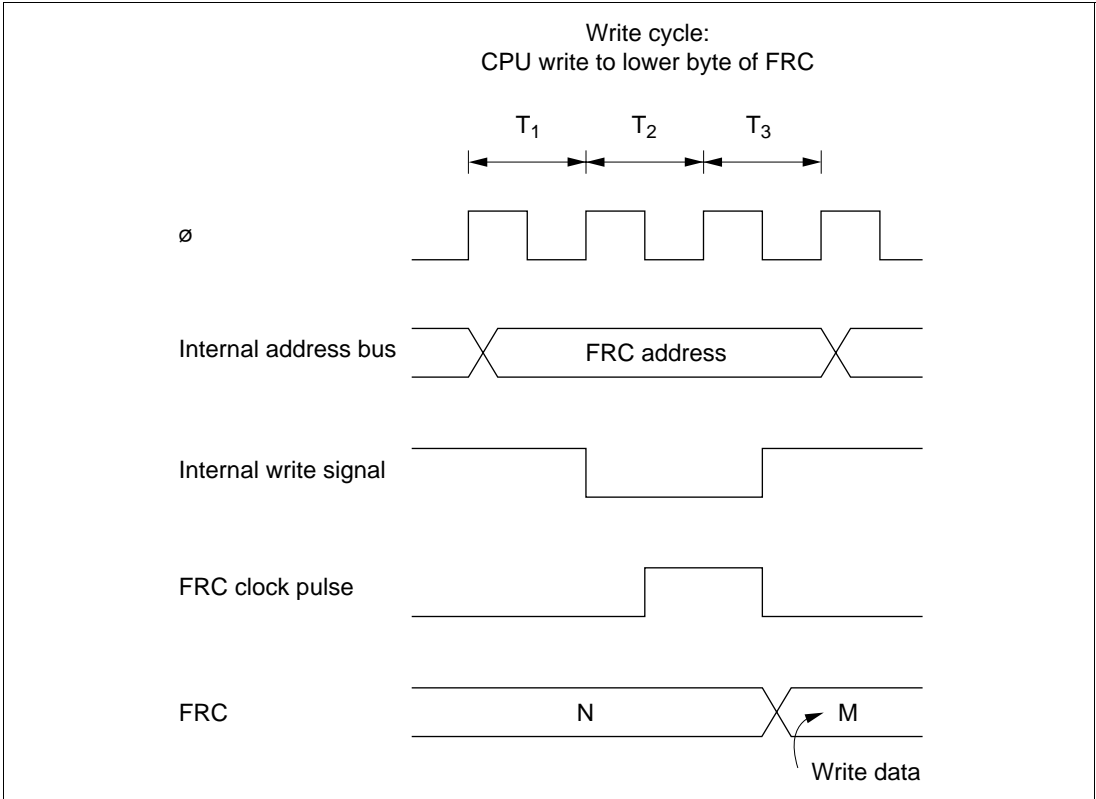 Write cycle:
CPU write to lower byte of FRC
T1 T2 T3
ø
Internal address bus
FRC address
Internal write signal
FRC clock pulse
FRC
N
M
Write data